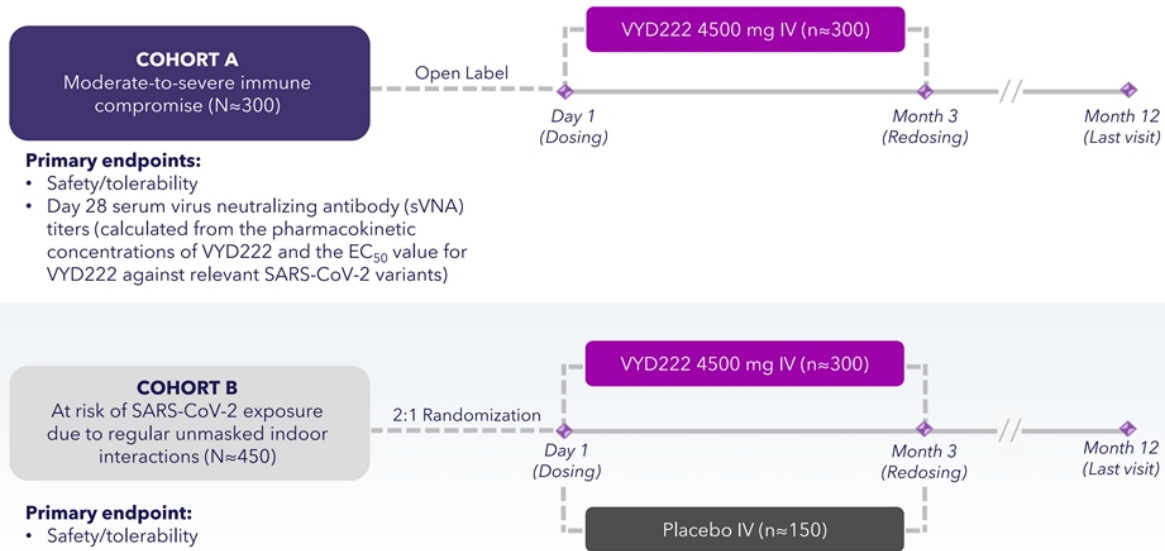 VYD222 4500 mg IV (n≈300)
COHORT A
Moderate-to-severe immune
compromise (N≈300)
Open Label
Day 1
(Dosing)
Month 3
(Redosing)
Month 12
(Last visit)
Primary endpoints:
• Safety/tolerability
• Day 28 serum virus neutralizing antibody (sVNA)
titers (calculated from the pharmacokinetic
concentrations of VYD222 and the EC₅₀ value for
VYD222 against relevant SARS-CoV-2 variants)
VYD222 4500 mg IV (n≈300)
COHORT B
At risk of SARS-CoV-2 exposure
due to regular unmasked indoor
interactions (N≈450)
2:1 Randomization
Day 1
(Dosing)
Month 3
(Redosing)
Month 12
(Last visit)
Primary endpoint:
• Safety/tolerability
Placebo IV (n≈150)